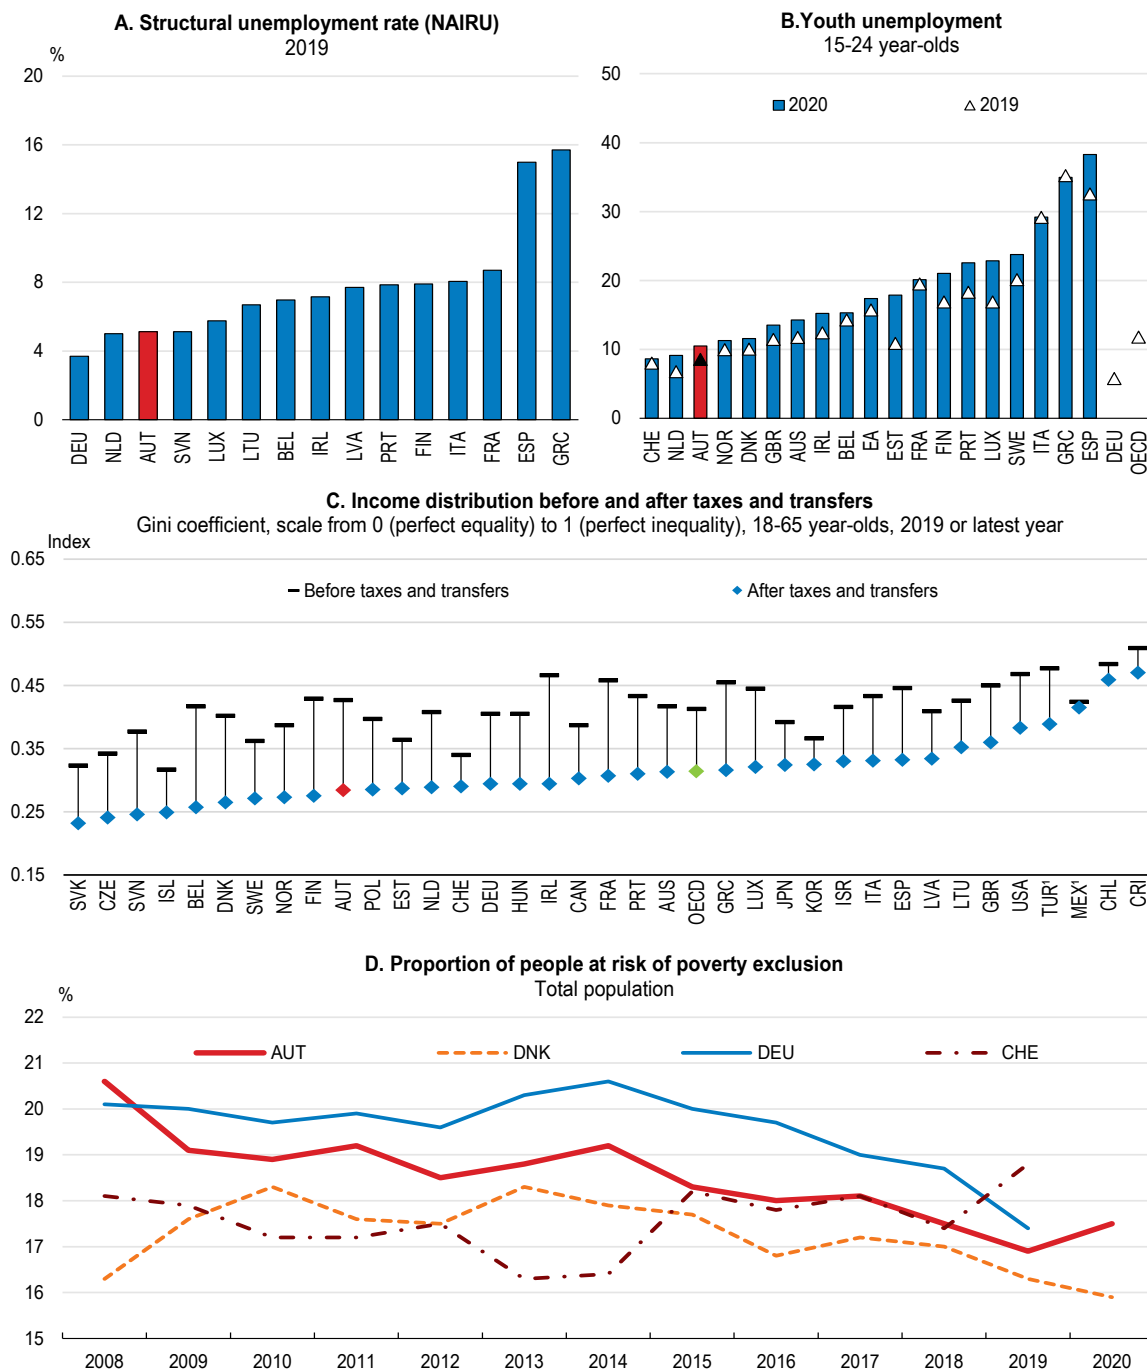 A. Structural unemployment rate (NAIRU)
2019
%
20
16
12
8
4
0
DEU NLD AUT SVN LUX LTU BEL IRL LVA PRT FIN ITA FRA ESP GRC
B.Youth unemployment
15-24 year-olds
50
40
30
20
10
0
2020 2019
CHE NLD AUT NOR DNK GBR AUS IRL BEL EA EST FRA FIN PRT LUX SWE ITA GRC ESP DEU OECD
C. Income distribution before and after taxes and transfers
Gini coefficient, scale from 0 (perfect equality) to 1 (perfect inequality), 18-65 year-olds, 2019 or latest year
Index
0.65
0.55
0.45
0.35
0.25
0.15
Before taxes and transfers After taxes and transfers
SVK CZE SVN ISL BEL DNK SWE NOR FIN AUT POL EST NLD CHE DEU HUN IRL CAN FRA PRT AUS OECD GRC LUX JPN KOR ISR ITA ESP LVA LTU GBR USA TUR¹ MEX¹ CHL CRI
D. Proportion of people at risk of poverty exclusion
Total population
%
22
21
20
19
18
17
16
15
AUT DNK DEU CHE
2008 2009 2010 2011 2012 2013 2014 2015 2016 2017 2018 2019 2020